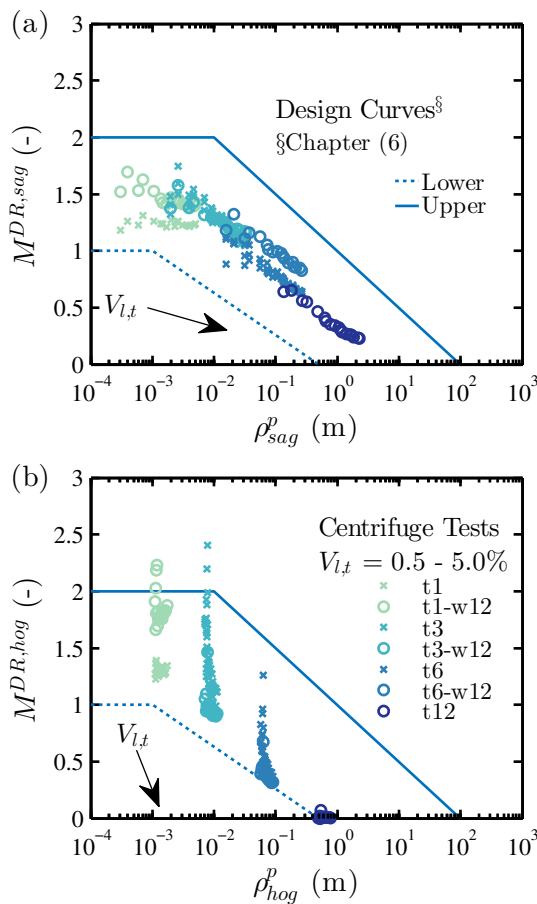 (a)
3
2.5
2
1.5
1
0.5
0
M^{DR,sag} (-)
Design Curves§
§Chapter (6)
Lower
Upper
V_{l,t}
10^{−4} 10^{−3} 10^{−2} 10^{−1} 10^{0} 10^{1} 10^{2} 10^{3}
ρ^{p}_{sag} (m)
(b)
3
2.5
2
1.5
1
0.5
0
M^{DR,hog} (-)
Centrifuge Tests
V_{l,t} = 0.5 - 5.0%
t1
t1-w12
t3
t3-w12
t6
t6-w12
t12
V_{l,t}
10^{−4} 10^{−3} 10^{−2} 10^{−1} 10^{0} 10^{1} 10^{2} 10^{3}
ρ^{p}_{hog} (m)